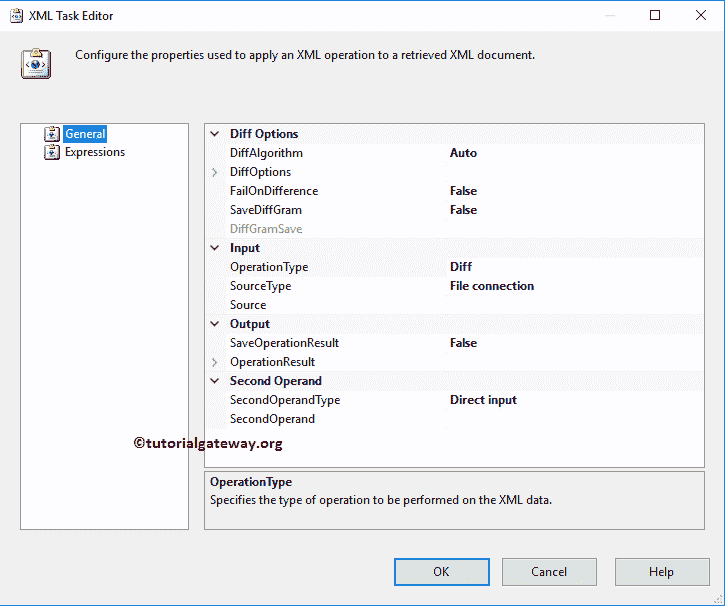 XML Task Editor
Configure the properties used to apply an XML operation to a retrieved XML document.
General
Expressions
Diff Options
DiffAlgorithm Auto
DiffOptions
FailOnDifference False
SaveDiffGram False
DiffGramSave
Input
OperationType Diff
SourceType File connection
Source
Output
SaveOperationResult False
OperationResult
Second Operand
SecondOperandType Direct input
SecondOperand
©tutorialgateway.org
OperationType
Specifies the type of operation to be performed on the XML data.
OK Cancel Help